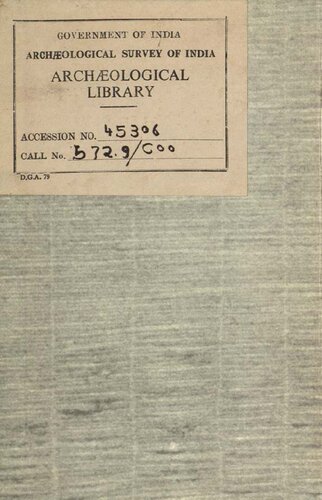 GOVERNMENT OF INDIA
ARCHÆOLOGICAL SURVEY OF INDIA
ARCHÆOLOGICAL
LIBRARY
ACCESSION NO. 45306
CALL No. 572.9/Coo
D.G.A. 79